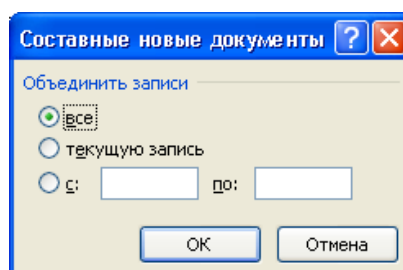 Составные новые документы
Объединить записи
все
текущую запись
с: по:
ОК Отмена